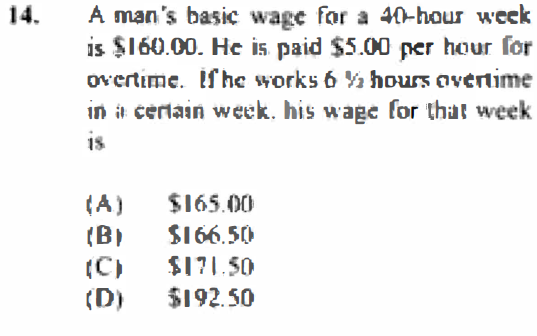 14. A man's basic wage for a 40-hour week
is $160.00. He is paid $5.00 per hour for
overtime. If he works 6 ½ hours overtime
in a certain week, his wage for that week
is
(A) $165.00
(B) $166.50
(C) $171.50
(D) $192.50